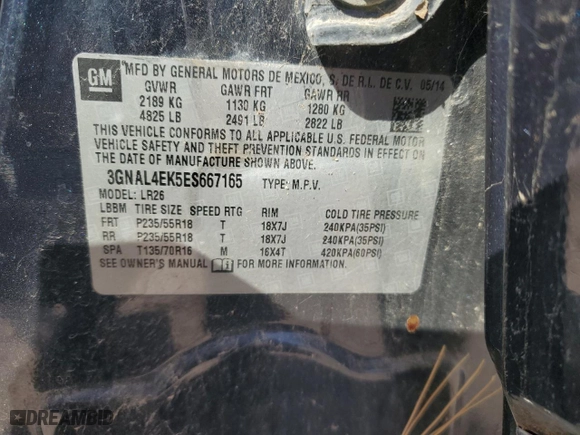 GM
MFD BY GENERAL MOTORS DE MEXICO, S. DE R.L. DE C.V. 05/14
GVWR GAWR FRT GAWR RR
2189 KG 1130 KG 1280 KG
4825 LB 2491 LB 2822 LB
THIS VEHICLE CONFORMS TO ALL APPLICABLE U.S. FEDERAL MOTOR
VEHICLE SAFETY AND THEFT PREVENTION STANDARDS IN EFFECT ON
THE DATE OF MANUFACTURE SHOWN ABOVE.
3GNAL4EK5ES667165 TYPE: M.P.V.
MODEL: LR26
LBBM TIRE SIZE SPEED RTG RIM COLD TIRE PRESSURE
FRT P235/55R18 T 18X7J 240KPA(35PSI)
RR P235/55R18 T 18X7J 240KPA(35PSI)
SPA T135/70R16 M 16X4T 420KPA(60PSI)
SEE OWNER'S MANUAL FOR MORE INFORMATION.
DREAMBID